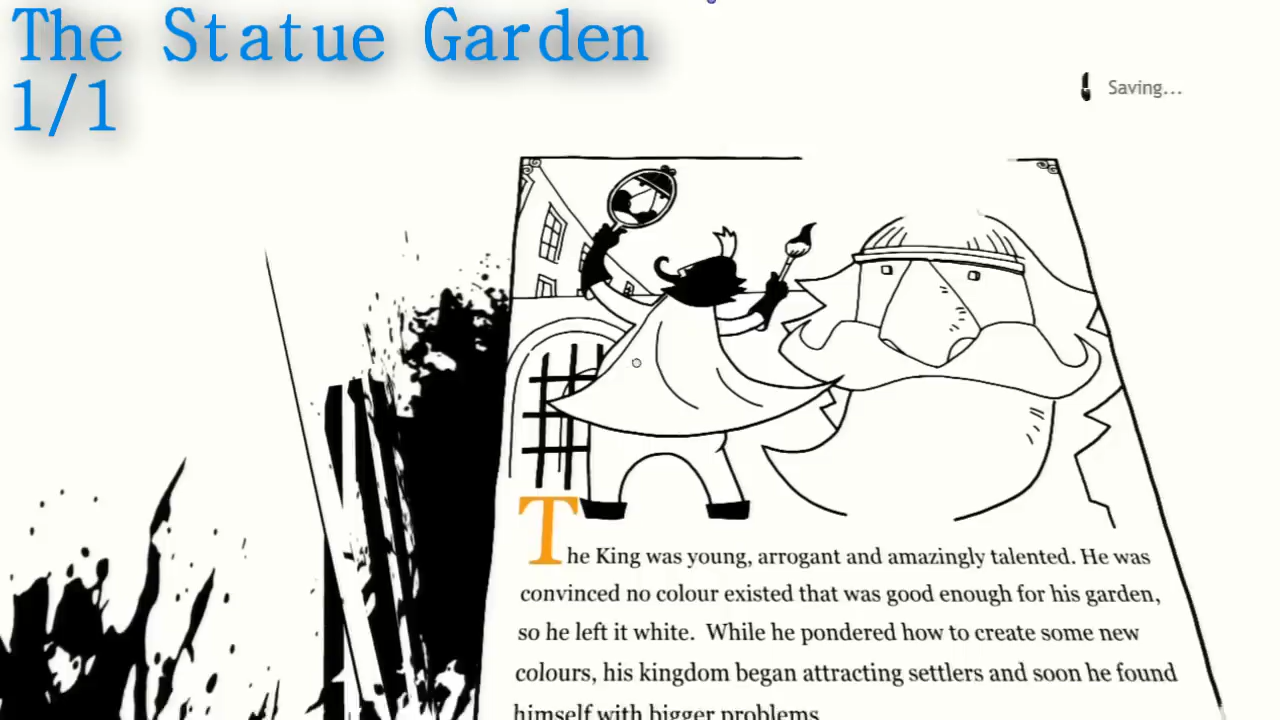 The Statue Garden
1/1
Saving...
The King was young, arrogant and amazingly talented. He was
convinced no colour existed that was good enough for his garden,
so he left it white.  While he pondered how to create some new
colours, his kingdom began attracting settlers and soon he found
himself with bigger problems.